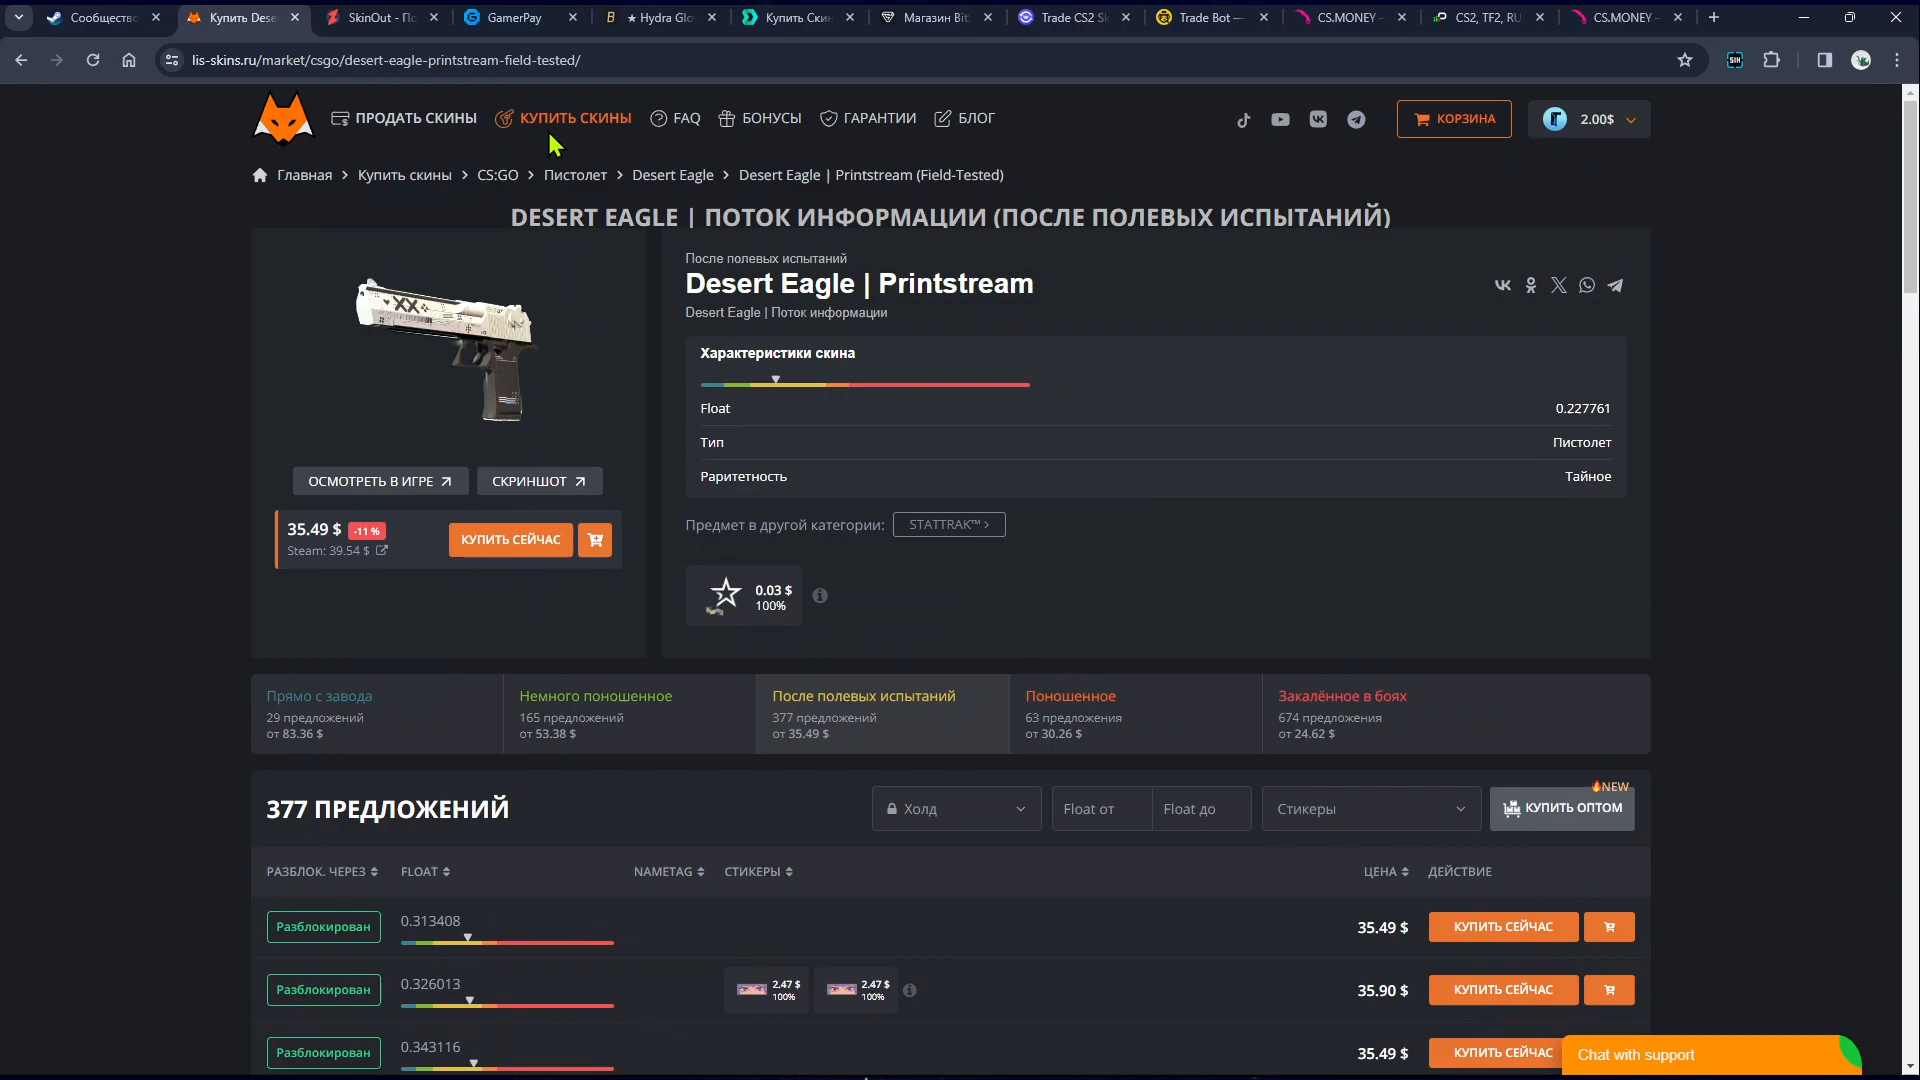 Сообщество
Купить Dese
SkinOut - По
GamerPay
★ Hydra Glo
Купить Скин
Магазин Bit
Trade CS2 Sk
Trade Bot —
CS.MONEY -
CS2, TF2, RU
CS.MONEY -
lis-skins.ru/market/csgo/desert-eagle-printstream-field-tested/
SIH
ПРОДАТЬ СКИНЫ
КУПИТЬ СКИНЫ
FAQ
БОНУСЫ
ГАРАНТИИ
БЛОГ
КОРЗИНА
2.00$
Главная > Купить скины > CS:GO > Пистолет > Desert Eagle > Desert Eagle | Printstream (Field-Tested)
DESERT EAGLE | ПОТОК ИНФОРМАЦИИ (ПОСЛЕ ПОЛЕВЫХ ИСПЫТАНИЙ)
После полевых испытаний
Desert Eagle | Printstream
Desert Eagle | Поток информации
Характеристики скина
Float 0.227761
Тип Пистолет
Раритетность Тайное
ОСМОТРЕТЬ В ИГРЕ
СКРИНШОТ
35.49 $ -11 %
Steam: 39.54 $
КУПИТЬ СЕЙЧАС
Предмет в другой категории: STATTRAK™ >
0.03 $
100%
Прямо с завода
29 предложений
от 83.36 $
Немного поношенное
165 предложений
от 53.38 $
После полевых испытаний
377 предложений
от 35.49 $
Поношенное
63 предложения
от 30.26 $
Закалённое в боях
674 предложения
от 24.62 $
377 ПРЕДЛОЖЕНИЙ
Холд
Float от
Float до
Стикеры
NEW
КУПИТЬ ОПТОМ
РАЗБЛОК. ЧЕРЕЗ FLOAT NAMETAG СТИКЕРЫ ЦЕНА ДЕЙСТВИЕ
Разблокирован 0.313408 35.49 $ КУПИТЬ СЕЙЧАС
Разблокирован 0.326013 2.47 $ 100% 2.47 $ 100% 35.90 $ КУПИТЬ СЕЙЧАС
Разблокирован 0.343116 35.49 $ КУПИТЬ СЕЙЧАС
Chat with support